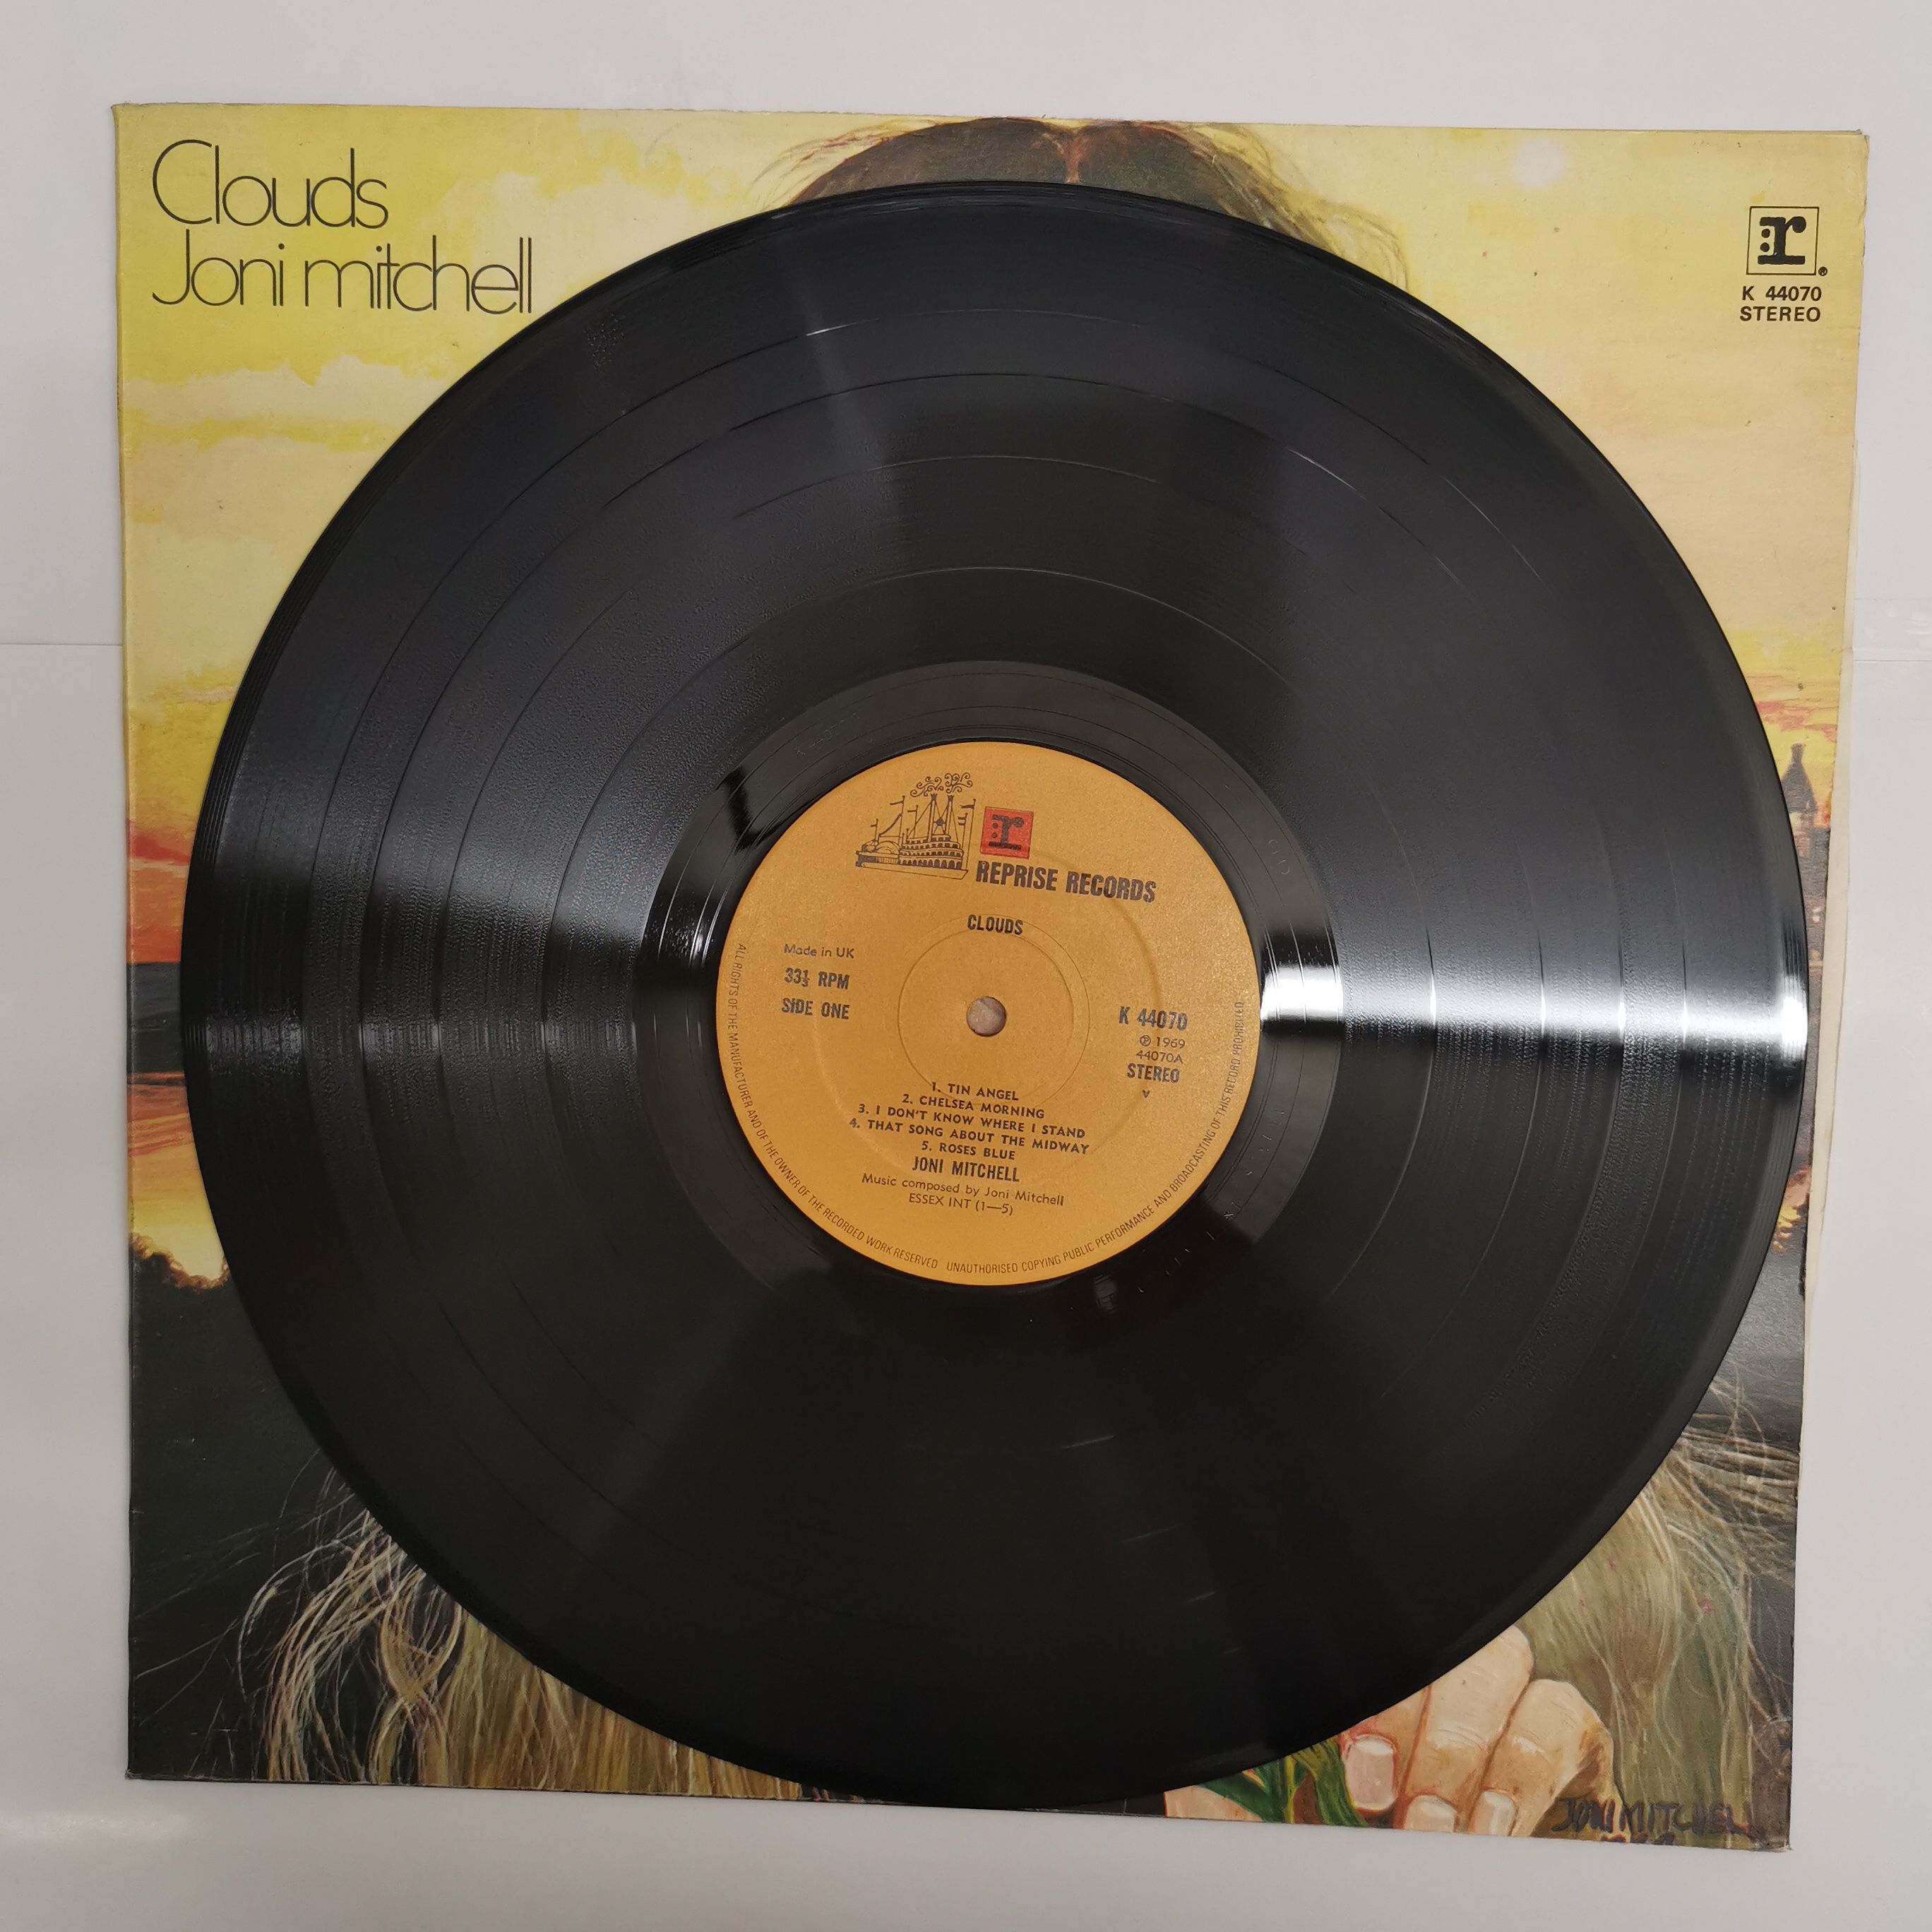 Clouds
Joni mitchell
r
K 44070
STEREO
r
REPRISE RECORDS
CLOUDS
Made in UK
33⅓ RPM
SIDE ONE
K 44070
℗ 1969
44070A
STEREO
V
1. TIN ANGEL
2. CHELSEA MORNING
3. I DON'T KNOW WHERE I STAND
4. THAT SONG ABOUT THE MIDWAY
5. ROSES BLUE
JONI MITCHELL
Music composed by Joni Mitchell
ESSEX INT (1—5)
ALL RIGHTS OF THE MANUFACTURER AND OF THE OWNER OF THE RECORDED WORK RESERVED UNAUTHORISED COPYING PUBLIC PERFORMANCE AND BROADCASTING OF THIS RECORD PROHIBITED
JONI MITCHELL